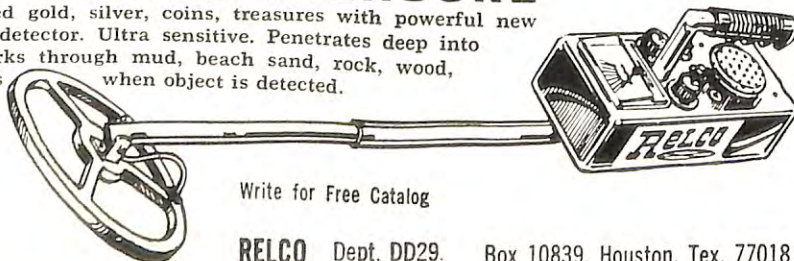 ed gold, silver, coins, treasures with powerful new
detector. Ultra sensitive. Penetrates deep into
rks through mud, beach sand, rock, wood,
when object is detected.
RELCO
Write for Free Catalog
RELCO Dept. DD29, Box 10839, Houston, Tex. 77018